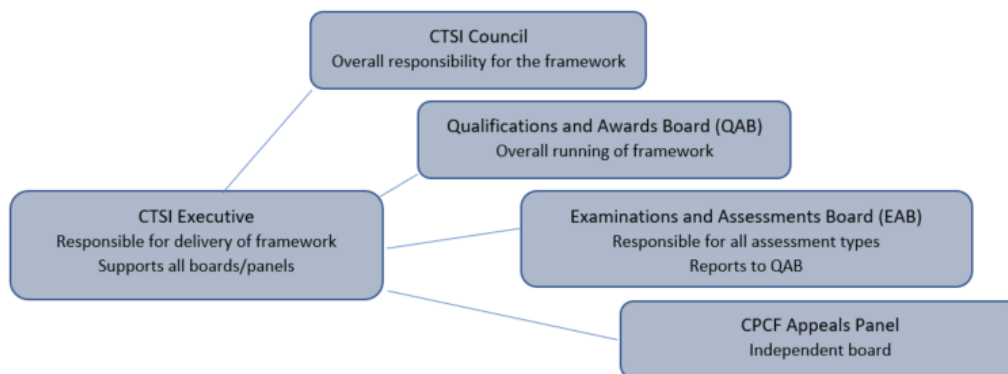 CTSI Council
Overall responsibility for the framework
Qualifications and Awards Board (QAB)
Overall running of framework
CTSI Executive
Responsible for delivery of framework
Supports all boards/panels
Examinations and Assessments Board (EAB)
Responsible for all assessment types
Reports to QAB
CPCF Appeals Panel
Independent board